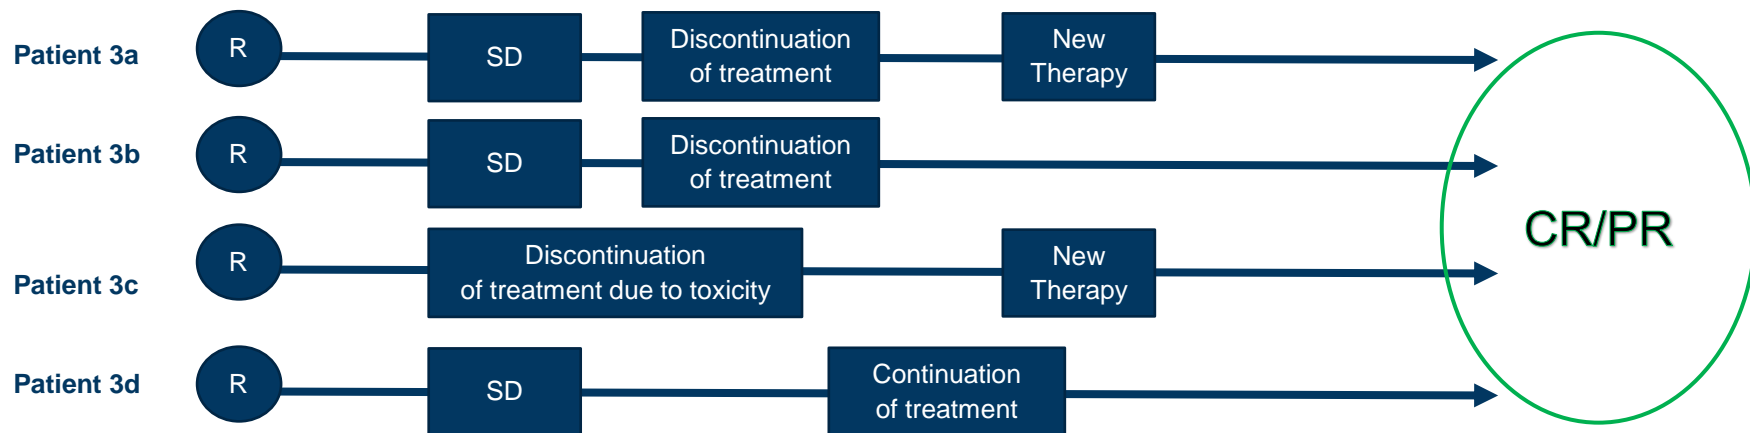 Patient 3a
R
SD
Discontinuation
of treatment
New
Therapy
Patient 3b
R
SD
Discontinuation
of treatment
CR/PR
Patient 3c
R
Discontinuation
of treatment due to toxicity
New
Therapy
Patient 3d
R
SD
Continuation
of treatment